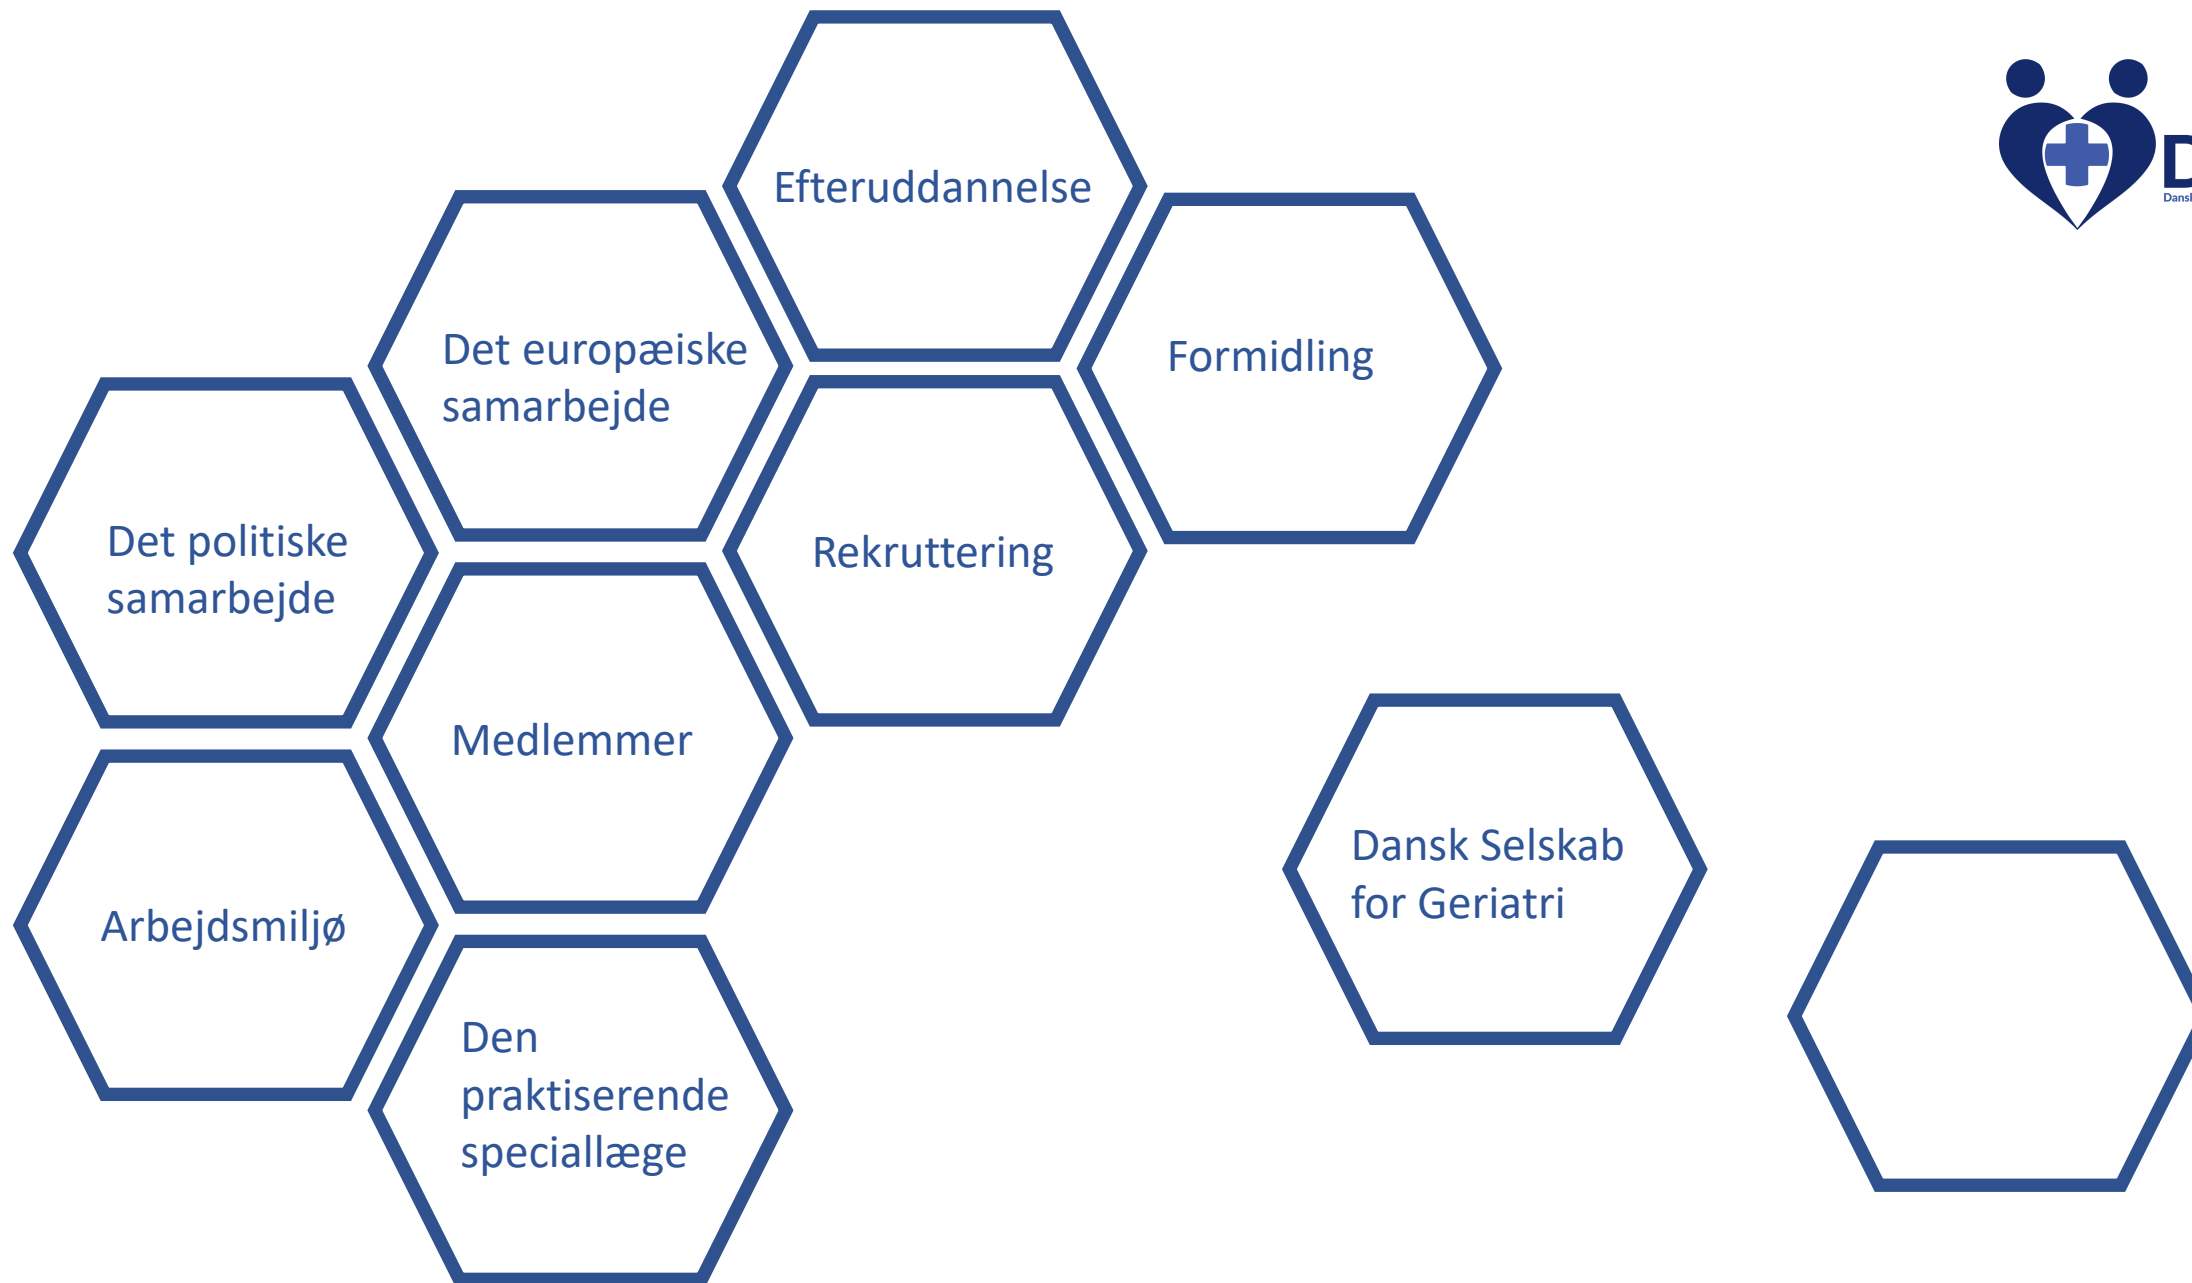 Efteruddannelse
Det europæiske
samarbejde
Formidling
Det politiske
samarbejde
Rekruttering
Medlemmer
Dansk Selskab
for Geriatri
Arbejdsmiljø
Den
praktiserende
speciallæge